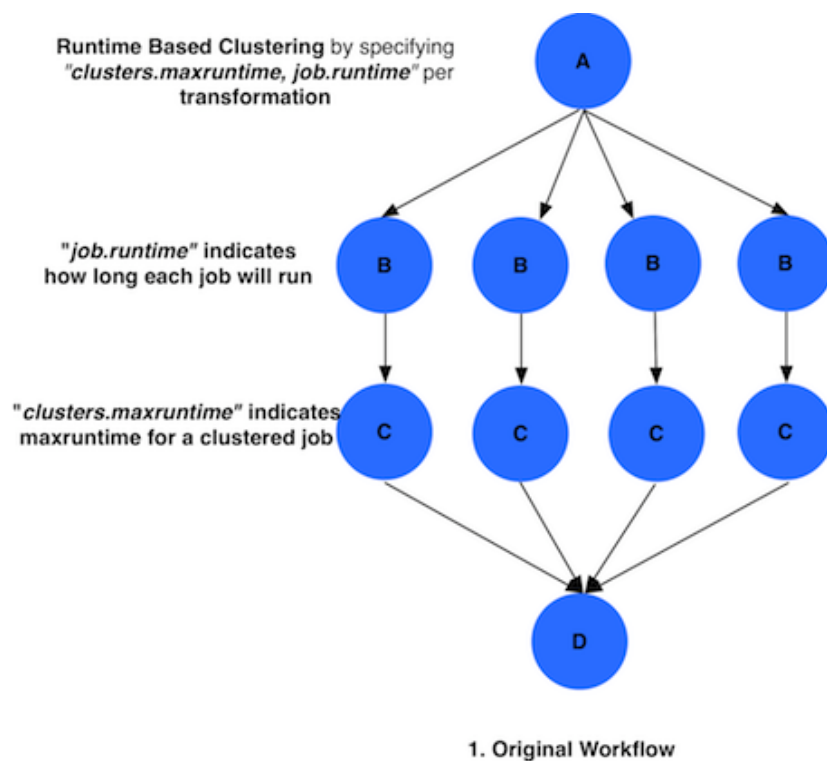 Runtime Based Clustering by specifying
"clusters.maxruntime, job.runtime" per
transformation
A
"job.runtime" indicates
how long each job will run
B B B B
"clusters.maxruntime" indicates
maxruntime for a clustered job
C C C C
D
1. Original Workflow